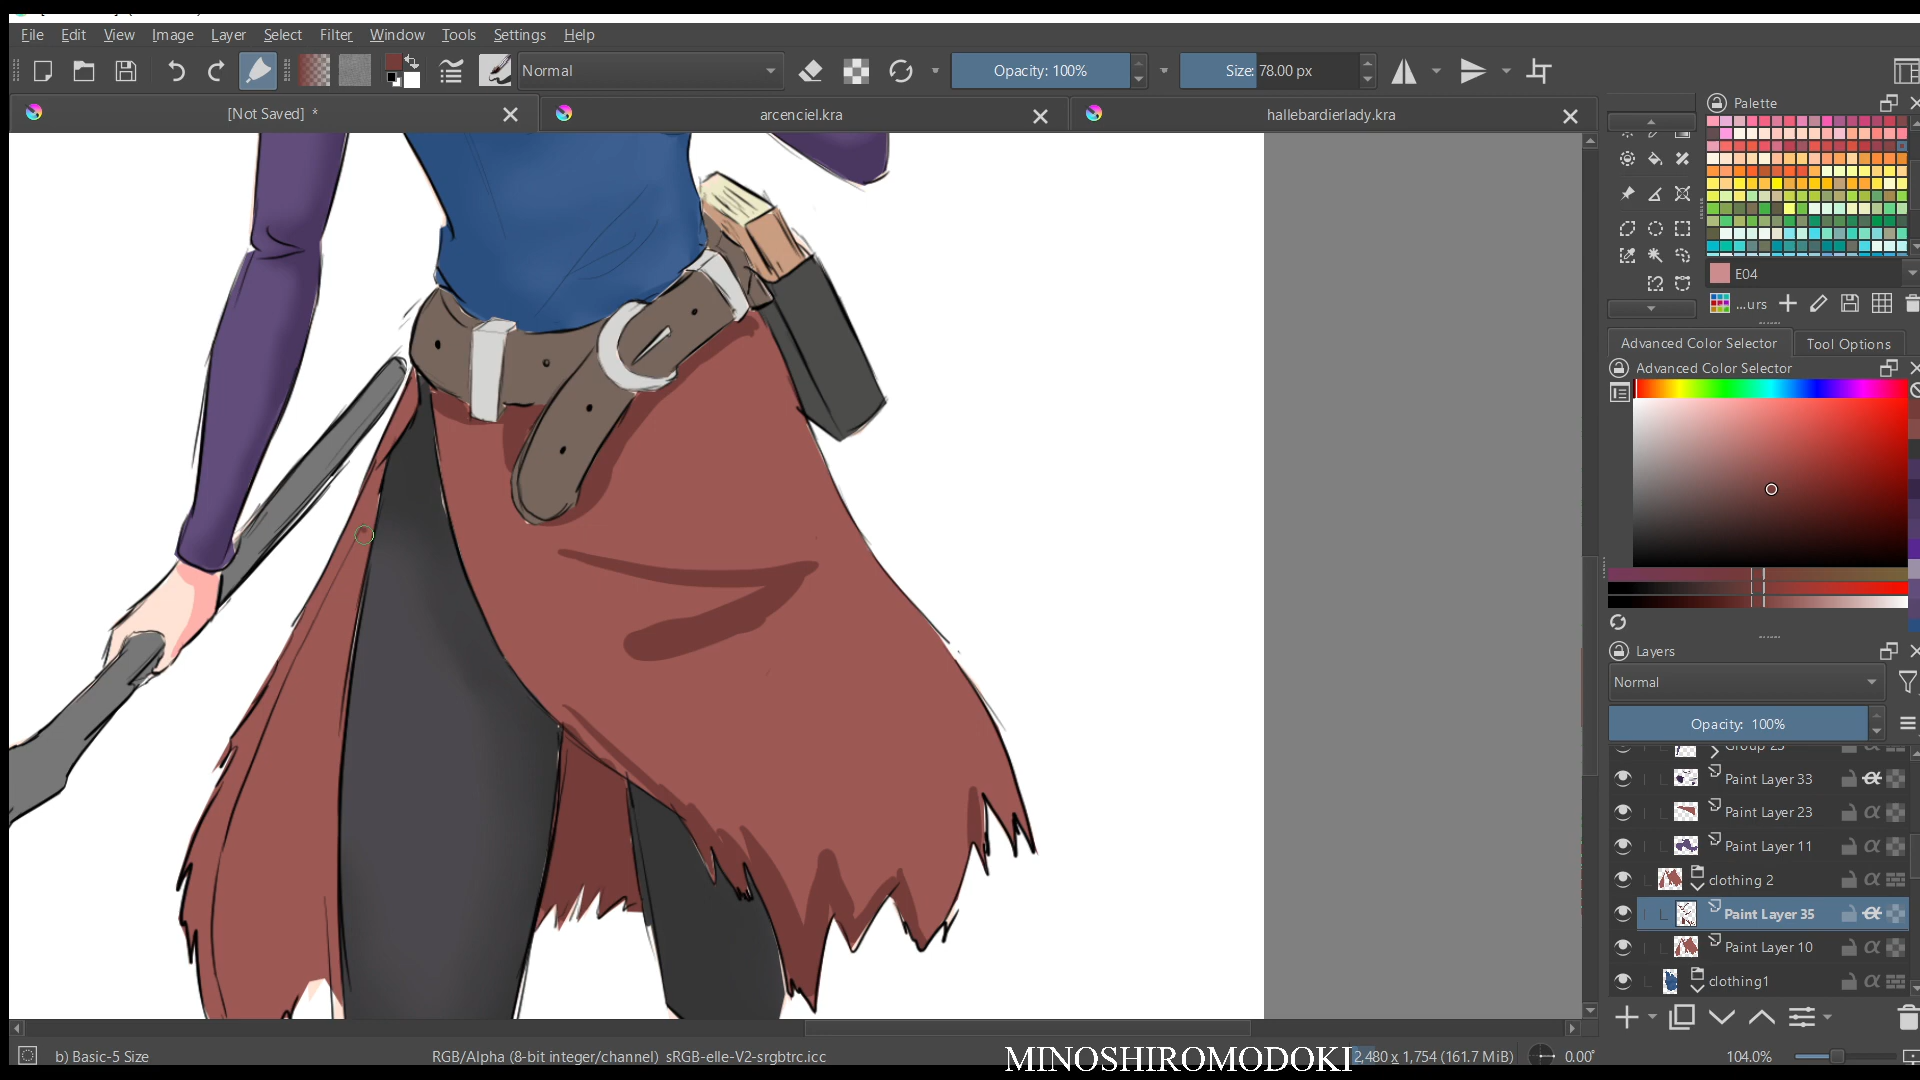 File Edit View Image Layer Select Filter Window Tools Settings Help
Normal Opacity: 100% Size: 78.00 px
[Not Saved] * arcenciel.kra hallebardierlady.kra
Palette
E04
...urs
Advanced Color Selector Tool Options
Advanced Color Selector
Layers
Normal
Opacity: 100%
Paint Layer 33
Paint Layer 23
Paint Layer 11
clothing 2
Paint Layer 35
Paint Layer 10
clothing1
b) Basic-5 Size RGB/Alpha (8-bit integer/channel) sRGB-elle-V2-srgbtrc.icc MINOSHIROMODOKI 2,480 x 1,754 (161.7 MiB) 0.00° 104.0%